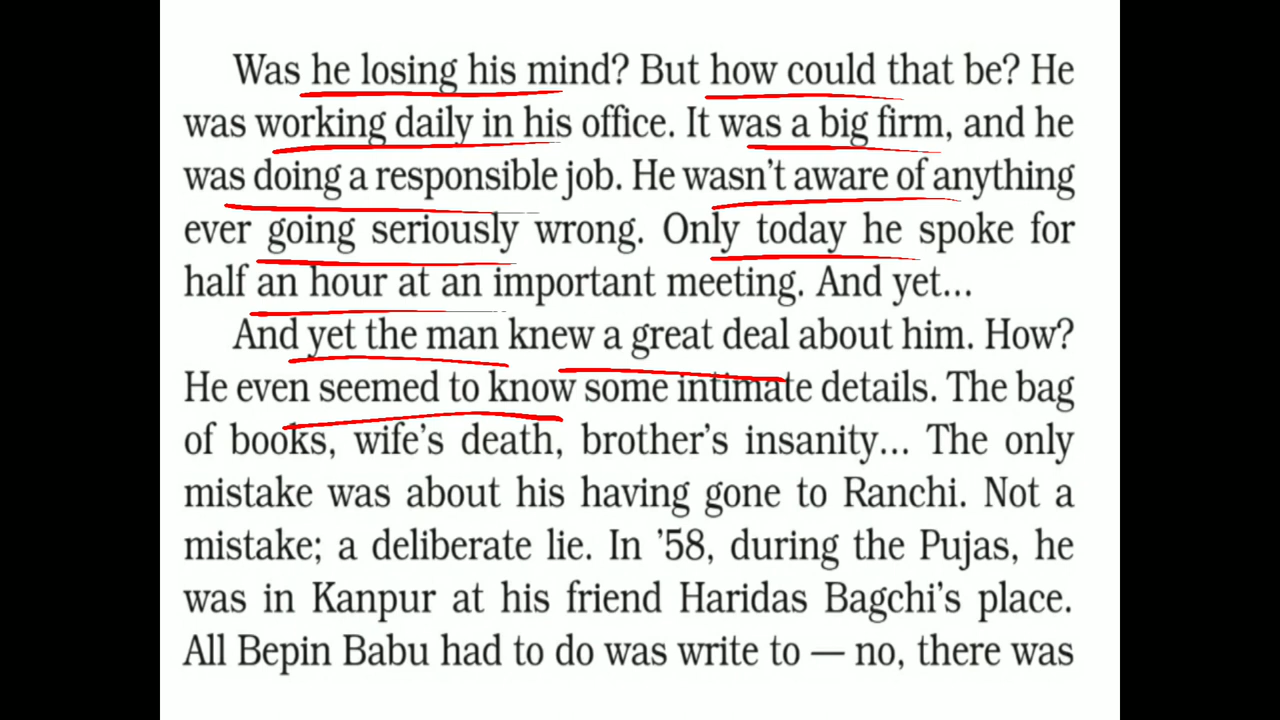 Was he losing his mind? But how could that be? He
was working daily in his office. It was a big firm, and he
was doing a responsible job. He wasn't aware of anything
ever going seriously wrong. Only today he spoke for
half an hour at an important meeting. And yet...
And yet the man knew a great deal about him. How?
He even seemed to know some intimate details. The bag
of books, wife's death, brother's insanity... The only
mistake was about his having gone to Ranchi. Not a
mistake; a deliberate lie. In '58, during the Pujas, he
was in Kanpur at his friend Haridas Bagchi's place.
All Bepin Babu had to do was write to — no, there was